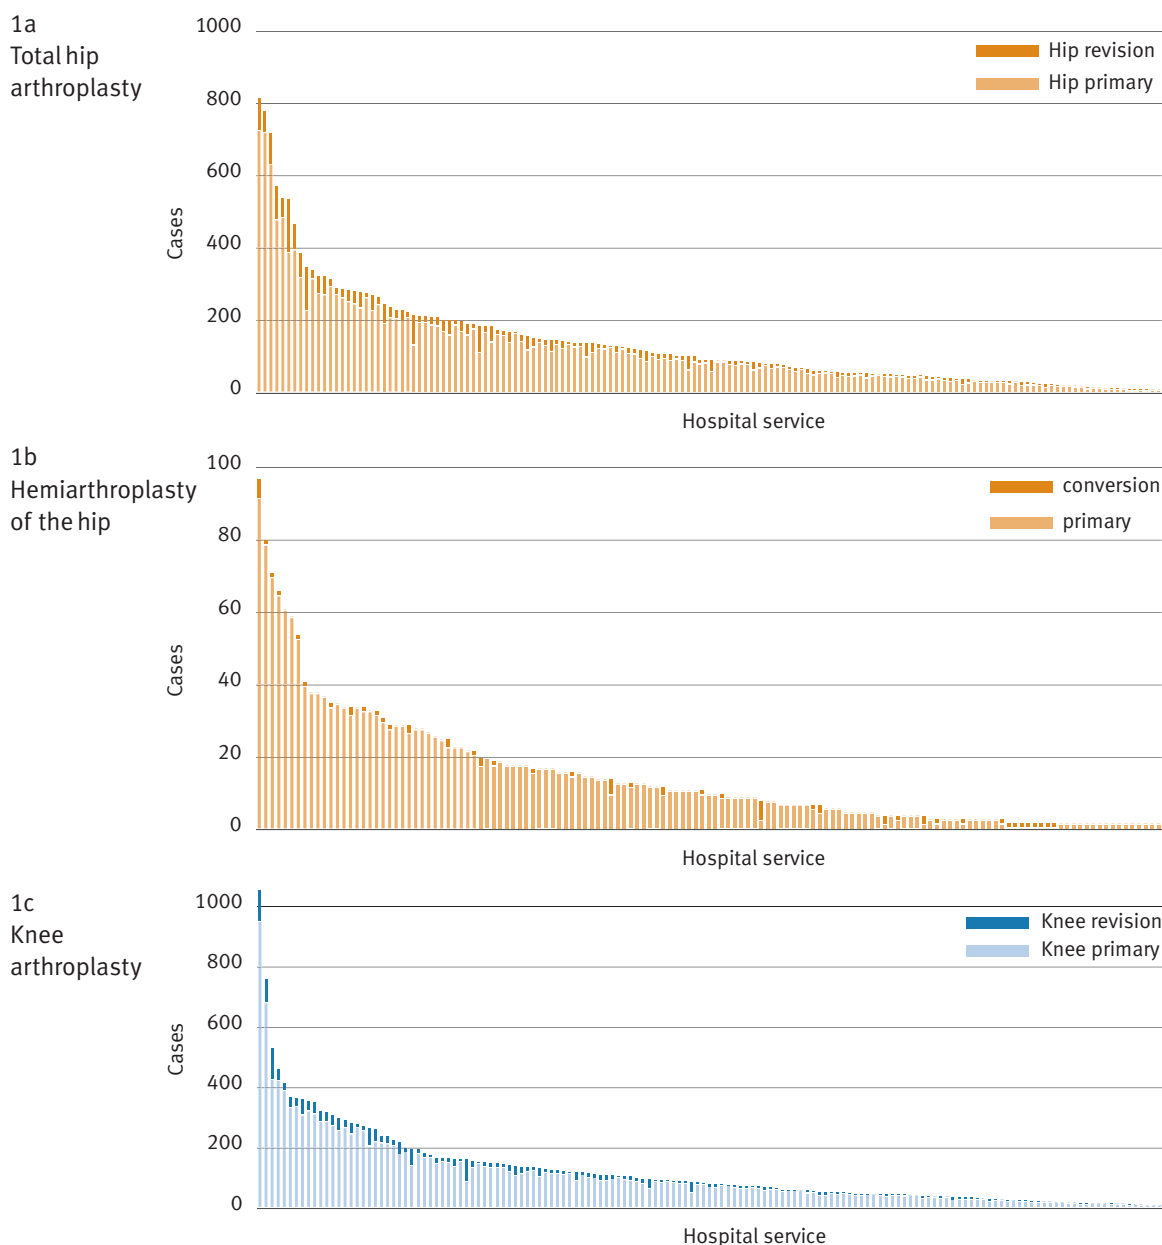 1a
Total hip
arthroplasty
1000
800
600
400
200
0
Cases
Hip revision
Hip primary
Hospital service
1b
Hemiarthroplasty
of the hip
100
80
60
40
20
0
Cases
conversion
primary
Hospital service
1c
Knee
arthroplasty
1000
800
600
400
200
0
Cases
Knee revision
Knee primary
Hospital service